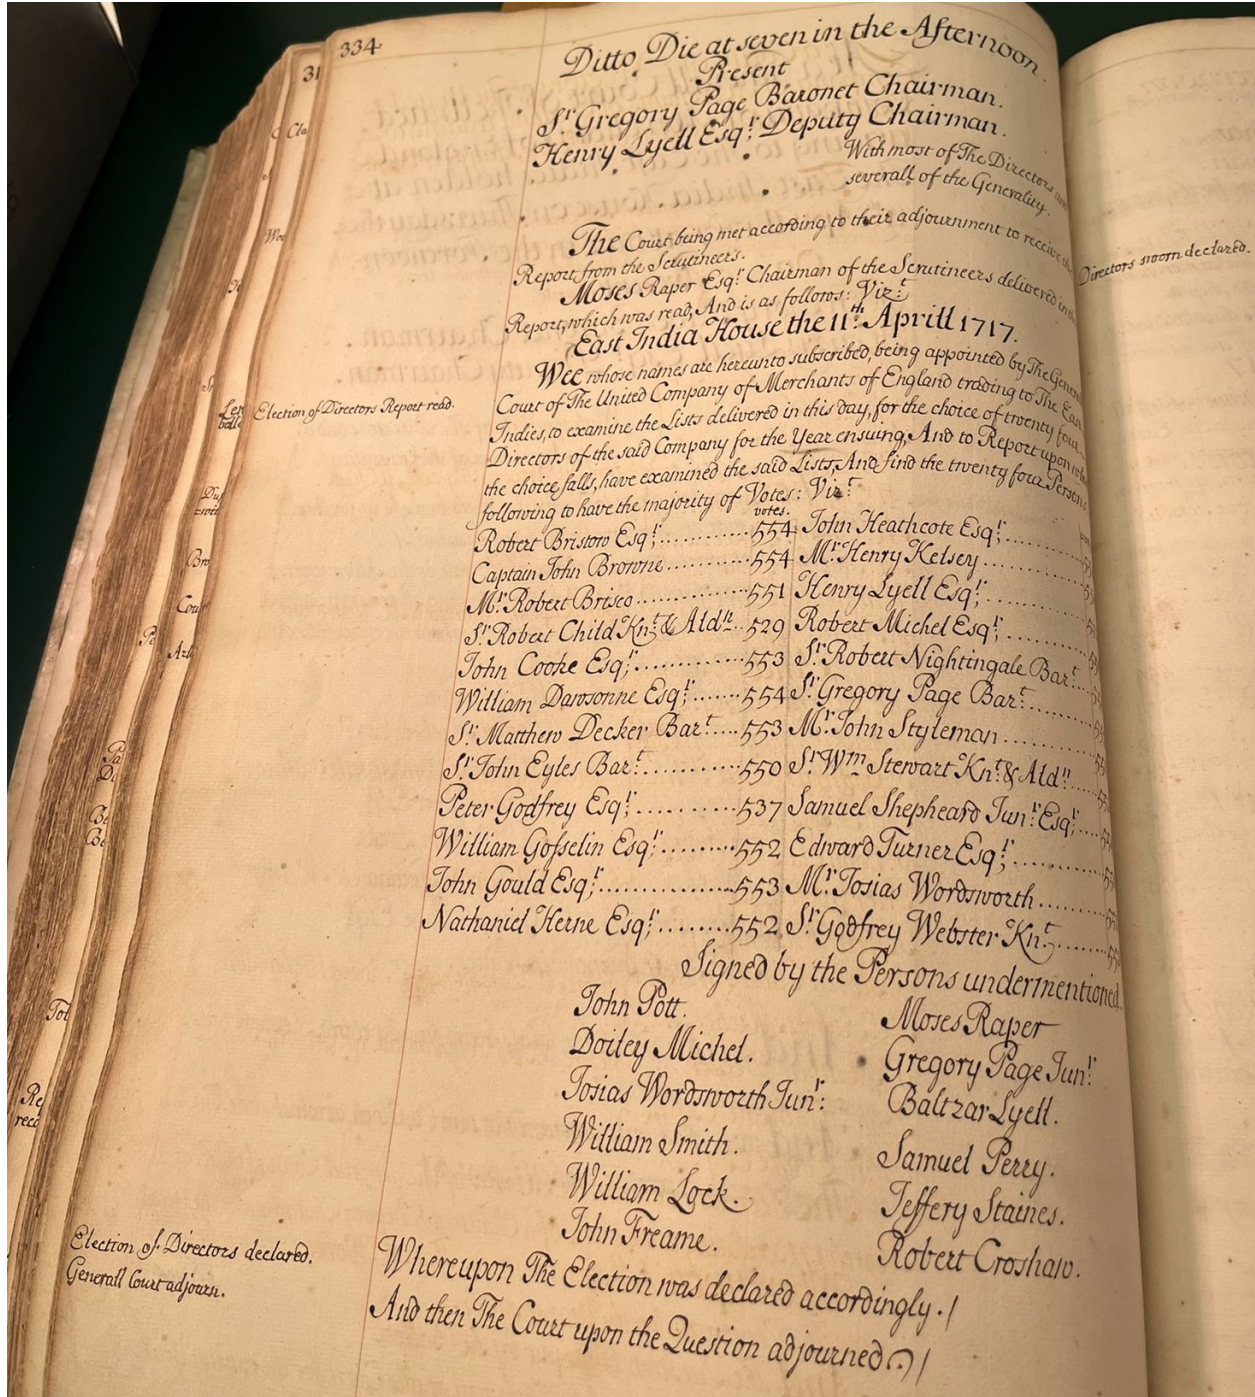 334
Ditto Die at seven in the Afternoon.
Present
Sr. Gregory Page Baronet Chairman.
Henry Lyell Esqr. Deputy Chairman.
With most of The Directors
severall of the Generality.
The Court being met according to their adjournment to receive the
Report from the Scrutineers.
Moses Raper Esqr. Chairman of the Scrutineers delivered in
Report, which was read, And is as follows: Vizt.
East India House the 11th. Aprill 1717.
Wee whose names are hereunto subscribed, being appointed by The
Court of The United Company of Merchants of England trading to The East
Indies, to examine the Lists delivered in this day, for the choice of twenty four
Directors of the said Company for the Year ensuing, And to Report upon
the choice falls, have examined the said Lists, And find the twenty four Persons
following to have the majority of Votes: Vizt.
votes.
Robert Bristow Esqr. 554 John Heathcote Esqr.
Captain John Browne 554 Mr. Henry Kelsey
Mr. Robert Brisco 551 Henry Lyell Esqr.
Sr. Robert Child Knt. & Aldn. 529 Robert Michel Esqr.
John Cooke Esqr. 553 Sr. Robert Nightingale Bart.
William Dawsonne Esqr. 554 Sr. Gregory Page Bart.
Sr. Matthew Decker Bart. 553 Mr. John Styleman
Sr. John Eyles Bart. 550 Sr. Wm. Stewart Knt. & Aldn.
Peter Godfrey Esqr. 537 Samuel Shepheard Junr. Esqr.
William Gosselin Esqr. 552 Edward Turner Esqr.
John Gould Esqr. 553 Mr. Josias Wordsworth
Nathaniel Herne Esqr. 552 Sr. Godfrey Webster Knt.
Signed by the Persons undermentioned.
John Pott. Moses Raper
Doiley Michel. Gregory Page Junr.
Josias Wordsworth Junr: Baltzar Lyell.
William Smith. Samuel Perry.
William Lock. Jeffery Staines.
John Freame. Robert Croshaw.
Whereupon The Election was declared accordingly.
And then The Court upon the Question adjourned
Election of Directors Report read.
Election of Directors declared.
Generall Court adjourn.
Directors sworn declared.